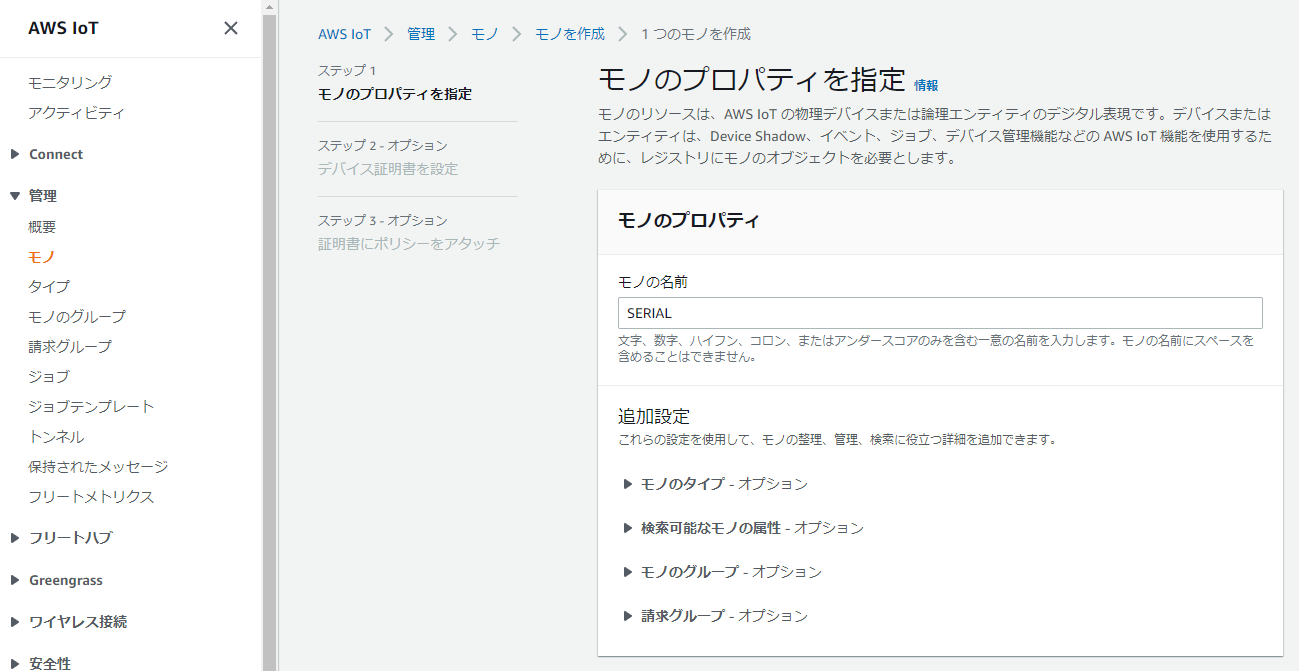 AWS IoT
モニタリング
アクティビティ
Connect
管理
概要
モノ
タイプ
モノのグループ
請求グループ
ジョブ
ジョブテンプレート
トンネル
保持されたメッセージ
フリートメトリクス
フリートハブ
Greengrass
ワイヤレス接続
安全性
AWS IoT 管理 モノ モノを作成 1 つのモノを作成
ステップ 1
モノのプロパティを指定
ステップ 2 - オプション
デバイス証明書を設定
ステップ 3 - オプション
証明書にポリシーをアタッチ
モノのプロパティを指定 情報
モノのリソースは、AWS IoT の物理デバイスまたは論理エンティティのデジタル表現です。デバイスまたは
エンティティは、Device Shadow、イベント、ジョブ、デバイス管理機能などの AWS IoT 機能を使用するた
めに、レジストリにモノのオブジェクトを必要とします。
モノのプロパティ
モノの名前
SERIAL
文字、数字、ハイフン、コロン、またはアンダースコアのみを含む一意の名前を入力します。モノの名前にスペースを
含めることはできません。
追加設定
これらの設定を使用して、モノの整理、管理、検索に役立つ詳細を追加できます。
モノのタイプ - オプション
検索可能なモノの属性 - オプション
モノのグループ - オプション
請求グループ - オプション